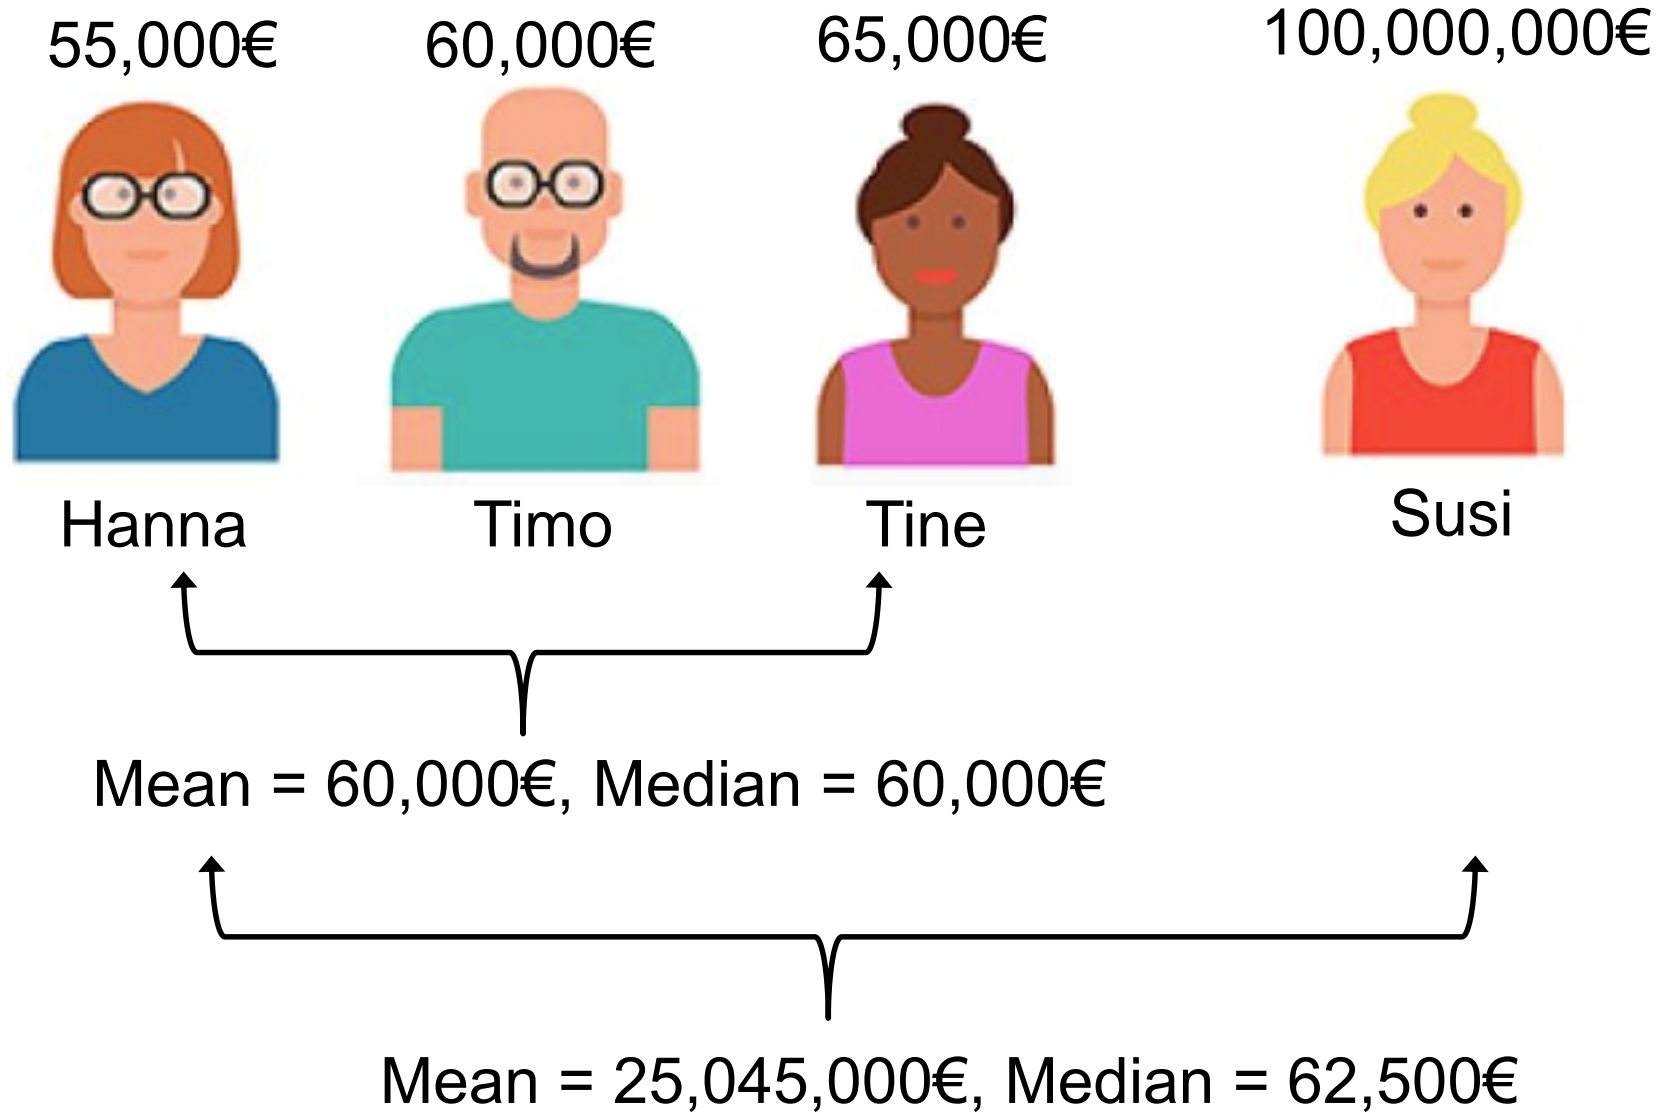 55,000€ 60,000€ 65,000€ 100,000,000€
Hanna Timo Tine Susi
Mean = 60,000€, Median = 60,000€
Mean = 25,045,000€, Median = 62,500€